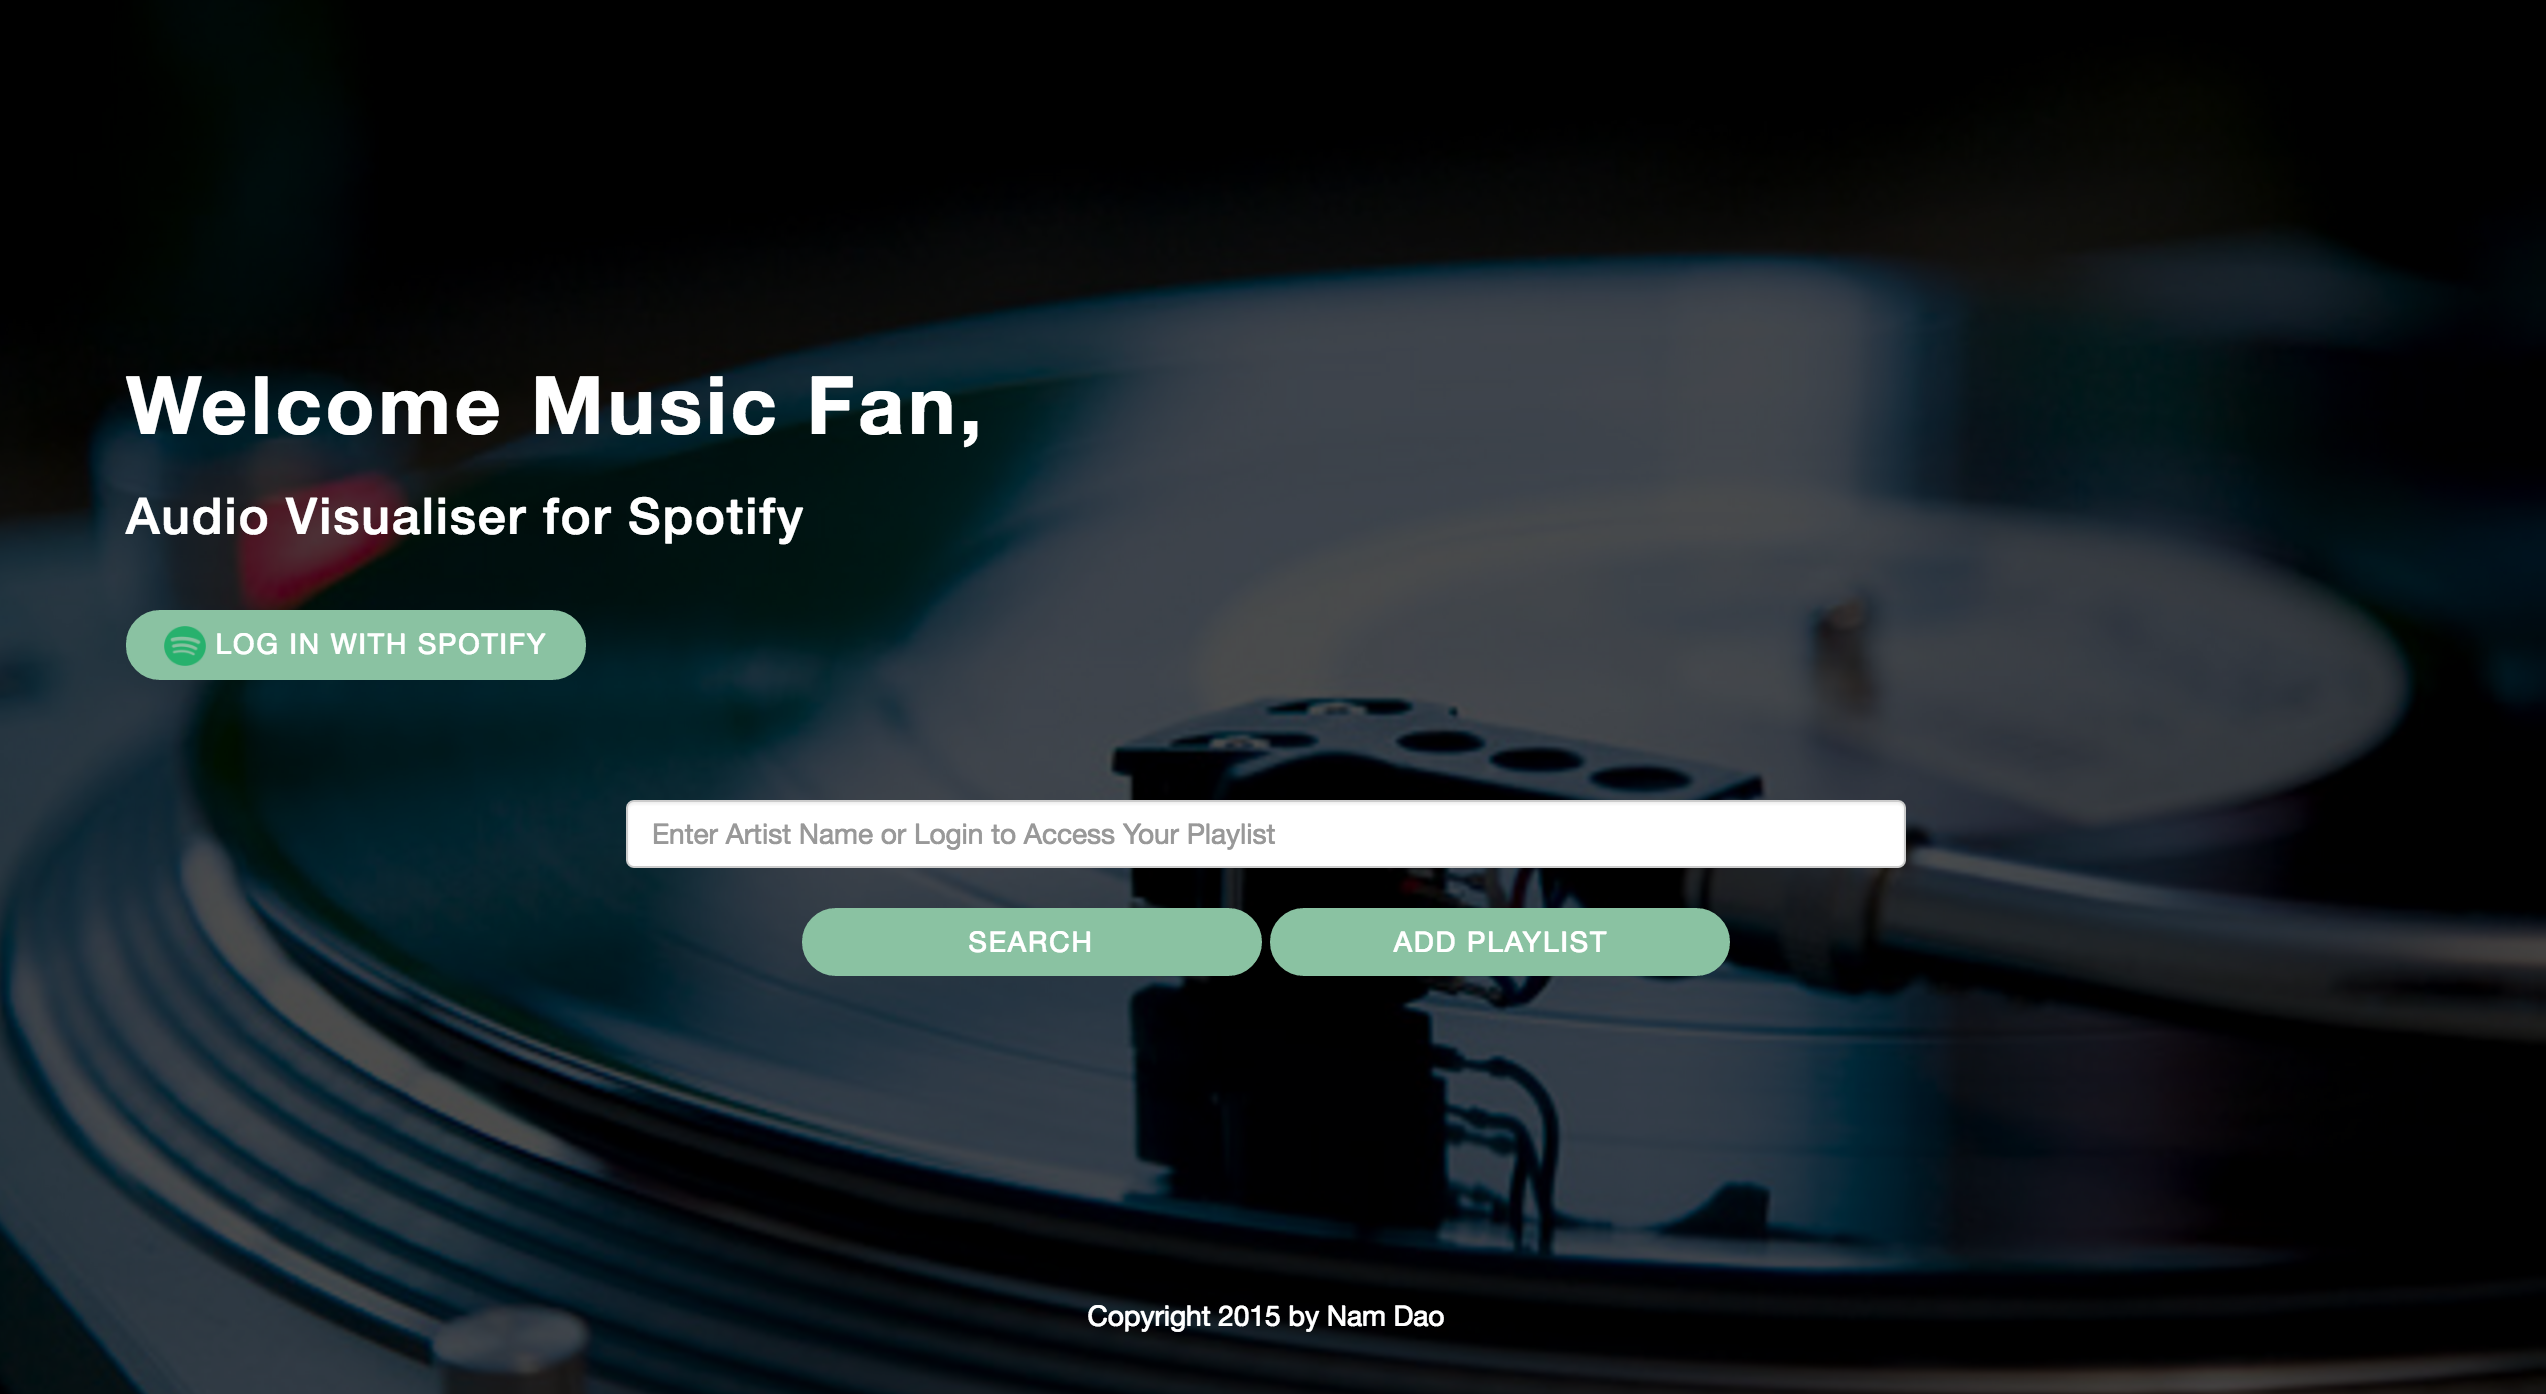 Welcome Music Fan,
Audio Visualiser for Spotify
LOG IN WITH SPOTIFY
Enter Artist Name or Login to Access Your Playlist
SEARCH ADD PLAYLIST
Copyright 2015 by Nam Dao